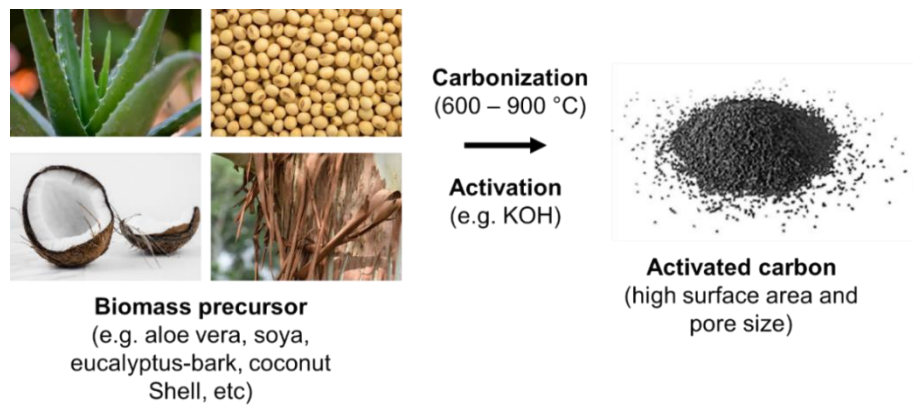 Carbonization
(600 – 900 °C)
Activation
(e.g. KOH)
Biomass precursor
(e.g. aloe vera, soya,
eucalyptus-bark, coconut
Shell, etc)
Activated carbon
(high surface area and
pore size)